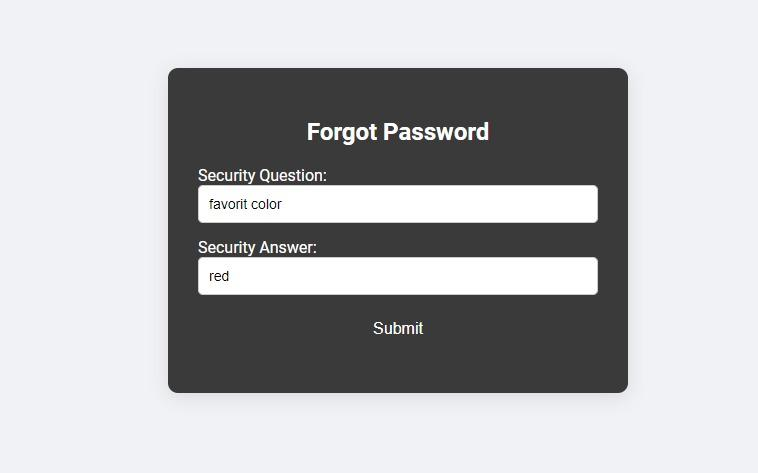 Forgot Password
Security Question:
favorit color
Security Answer:
red
Submit